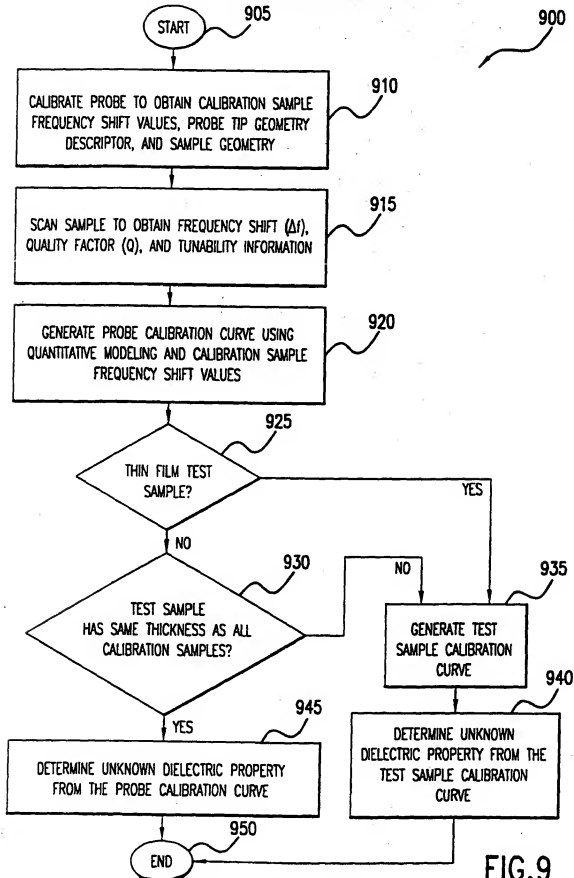 START
905
900
CALIBRATE PROBE TO OBTAIN CALIBRATION SAMPLE
FREQUENCY SHIFT VALUES, PROBE TIP GEOMETRY
DESCRIPTOR, AND SAMPLE GEOMETRY
910
SCAN SAMPLE TO OBTAIN FREQUENCY SHIFT (Δf),
QUALITY FACTOR (Q), AND TUNABILITY INFORMATION
915
GENERATE PROBE CALIBRATION CURVE USING
QUANTITATIVE MODELING AND CALIBRATION SAMPLE
FREQUENCY SHIFT VALUES
920
925
THIN FILM TEST
SAMPLE?
YES
NO
930
TEST SAMPLE
HAS SAME THICKNESS AS ALL
CALIBRATION SAMPLES?
NO
935
GENERATE TEST
SAMPLE CALIBRATION
CURVE
YES
945
940
DETERMINE UNKNOWN DIELECTRIC PROPERTY
FROM THE PROBE CALIBRATION CURVE
DETERMINE UNKNOWN
DIELECTRIC PROPERTY FROM THE
TEST SAMPLE CALIBRATION
CURVE
950
END
FIG.9